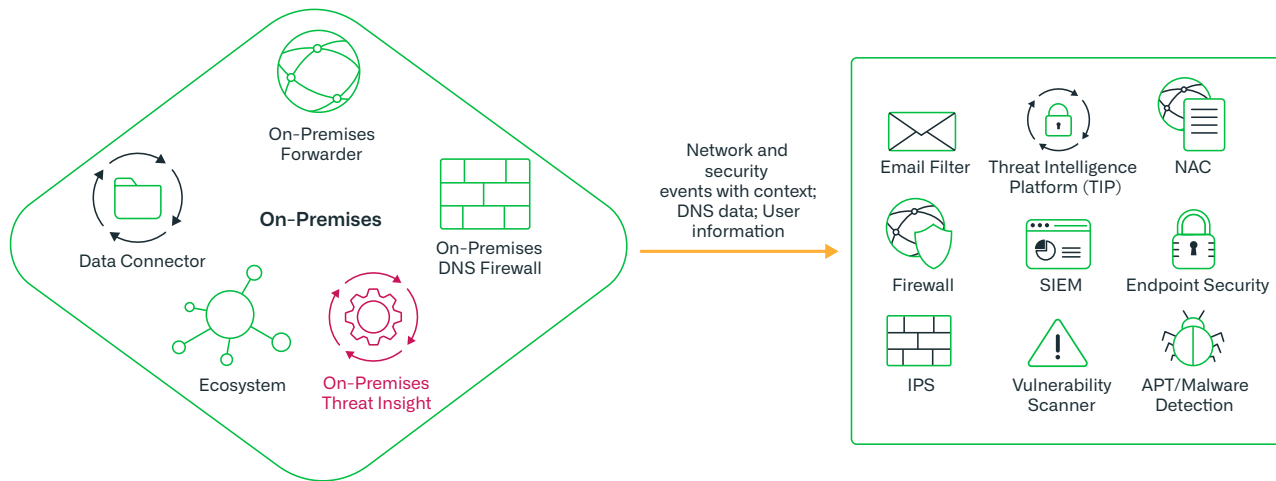 On-Premises
Forwarder
Data Connector
On-Premises
On-Premises
DNS Firewall
Ecosystem
On-Premises
Threat Insight
Network and
security
events with context;
DNS data; User
information
Email Filter
Threat Intelligence
Platform (TIP)
NAC
Firewall
SIEM
Endpoint Security
IPS
Vulnerability
Scanner
APT/Malware
Detection